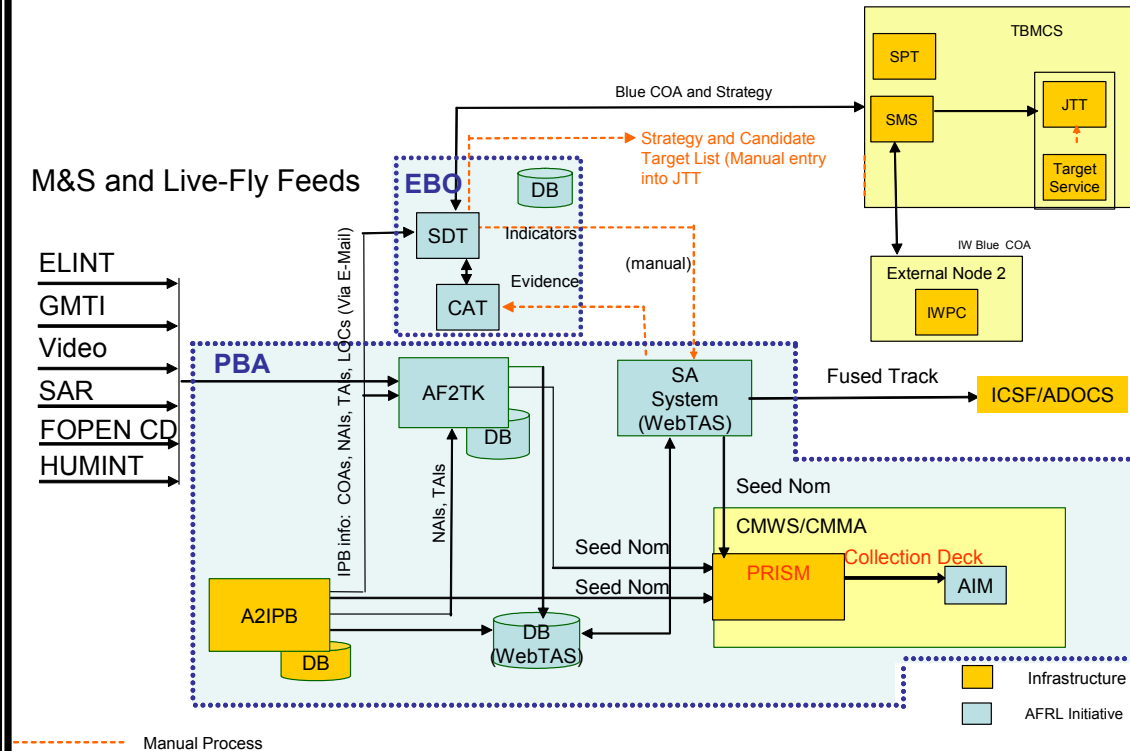 TBMCS
SPT
SMS
JTT
Target
Service
Blue COA and Strategy
Strategy and Candidate
Target List (Manual entry
into JTT
M&S and Live-Fly Feeds
EBO
DB
SDT
Indicators
CAT
Evidence
(manual)
IW Blue COA
External Node 2
IWPC
ELINT
GMTI
Video
SAR
FOPEN CD
HUMINT
IPB info: COAs, NAIs, TAIs, LOCs (Via E-Mail)
PBA
AF2TK
DB
SA
System
(WebTAS)
Fused Track
ICSF/ADOCS
NAIs, TAIs
Seed Nom
CMWS/CMMA
Seed Nom
Seed Nom
PRISM
Collection Deck
AIM
A2IPB
DB
DB
(WebTAS)
Infrastructure
AFRL Initiative
Manual Process